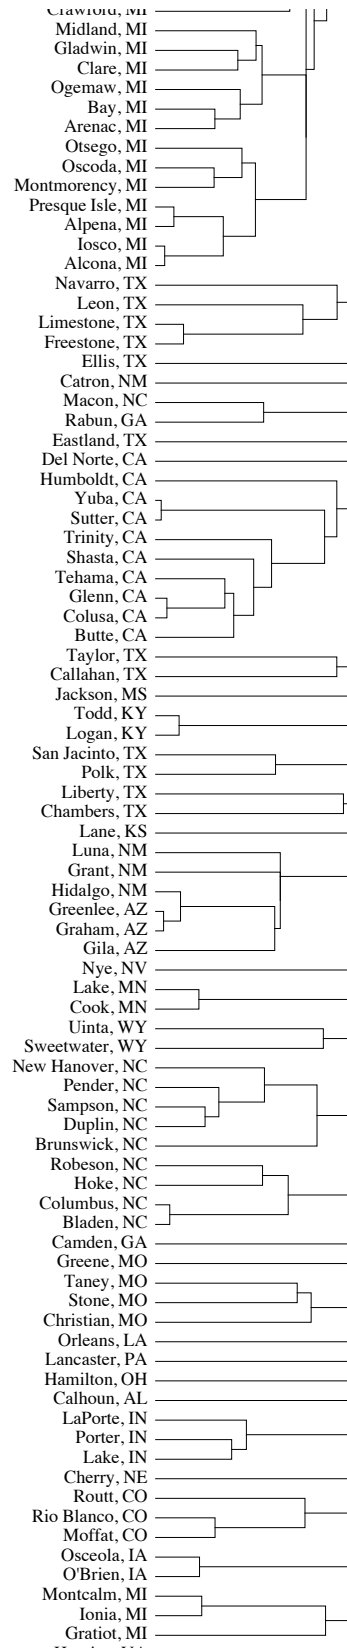 Crawford, MI
Midland, MI
Gladwin, MI
Clare, MI
Ogemaw, MI
Bay, MI
Arenac, MI
Otsego, MI
Oscoda, MI
Montmorency, MI
Presque Isle, MI
Alpena, MI
Iosco, MI
Alcona, MI
Navarro, TX
Leon, TX
Limestone, TX
Freestone, TX
Ellis, TX
Catron, NM
Macon, NC
Rabun, GA
Eastland, TX
Del Norte, CA
Humboldt, CA
Yuba, CA
Sutter, CA
Trinity, CA
Shasta, CA
Tehama, CA
Glenn, CA
Colusa, CA
Butte, CA
Taylor, TX
Callahan, TX
Jackson, MS
Todd, KY
Logan, KY
San Jacinto, TX
Polk, TX
Liberty, TX
Chambers, TX
Lane, KS
Luna, NM
Grant, NM
Hidalgo, NM
Greenlee, AZ
Graham, AZ
Gila, AZ
Nye, NV
Lake, MN
Cook, MN
Uinta, WY
Sweetwater, WY
New Hanover, NC
Pender, NC
Sampson, NC
Duplin, NC
Brunswick, NC
Robeson, NC
Hoke, NC
Columbus, NC
Bladen, NC
Camden, GA
Greene, MO
Taney, MO
Stone, MO
Christian, MO
Orleans, LA
Lancaster, PA
Hamilton, OH
Calhoun, AL
LaPorte, IN
Porter, IN
Lake, IN
Cherry, NE
Routt, CO
Rio Blanco, CO
Moffat, CO
Osceola, IA
O'Brien, IA
Montcalm, MI
Ionia, MI
Gratiot, MI